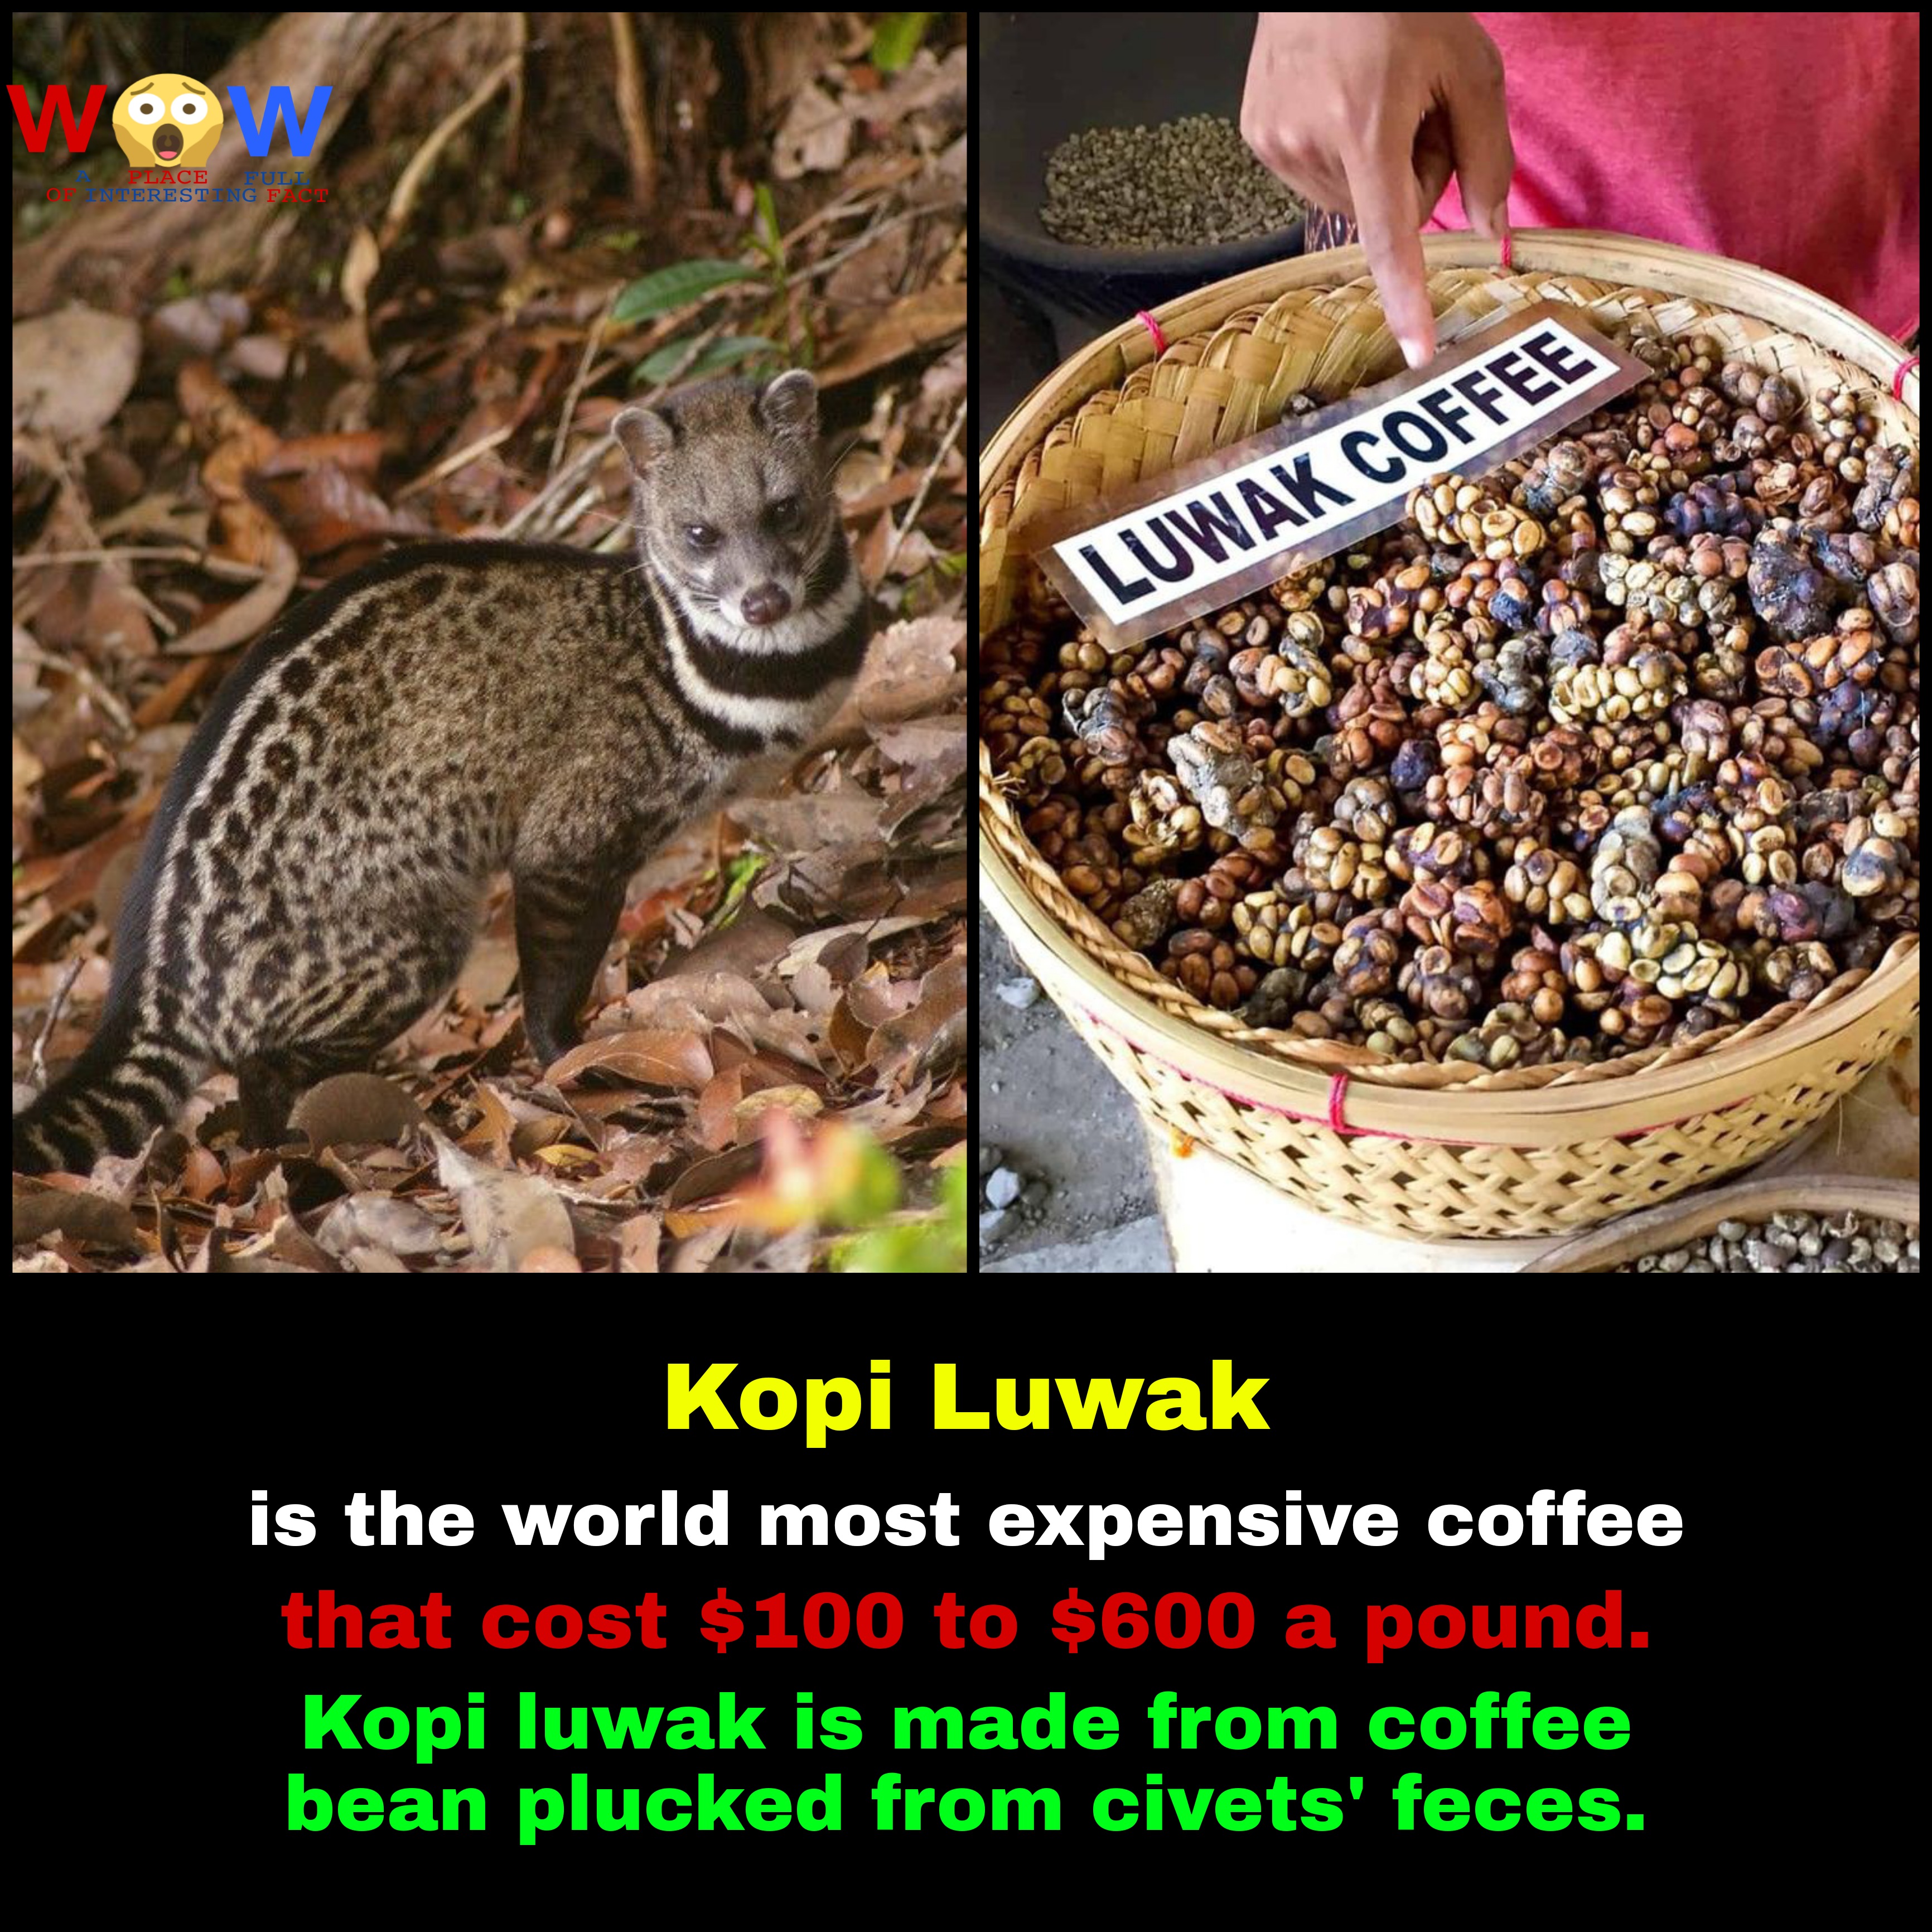 W W
A PLACE FULL
OF INTERESTING FACT
LUWAK COFFEE
Kopi Luwak
is the world most expensive coffee
that cost $100 to $600 a pound.
Kopi luwak is made from coffee
bean plucked from civets' feces.